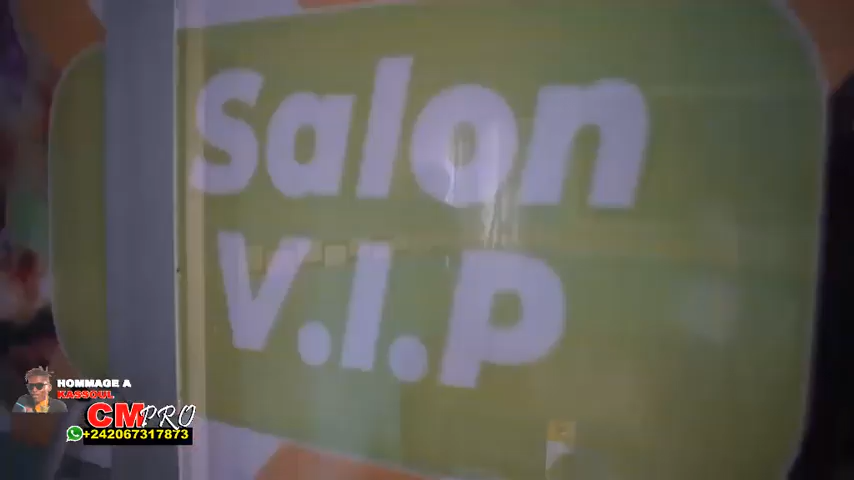 Salon
V.I.P
HOMMAGE A
KASSOUL
CMPRO
+242067317873